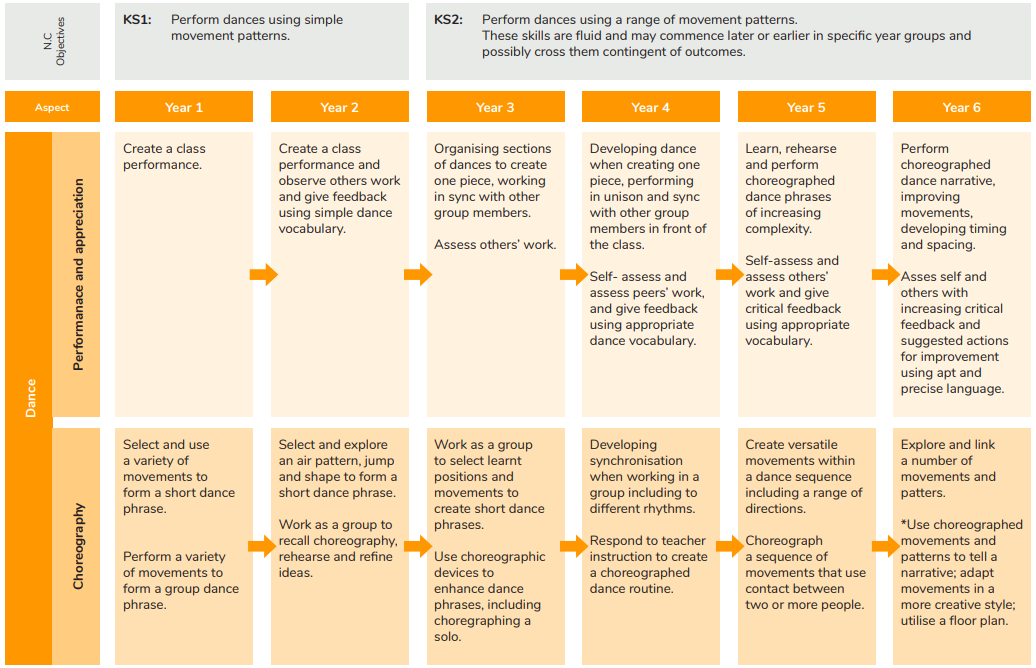 N.C
Objectives
KS1: Perform dances using simple
movement patterns.
KS2: Perform dances using a range of movement patterns.
These skills are fluid and may commence later or earlier in specific year groups and
possibly cross them contingent of outcomes.
Aspect
Year 1
Year 2
Year 3
Year 4
Year 5
Year 6
Dance
Performanace and appreciation
Create a class
performance.
Create a class
performance and
observe others work
and give feedback
using simple dance
vocabulary.
Organising sections
of dances to create
one piece, working
in sync with other
group members.
Assess others’ work.
Developing dance
when creating one
piece, performing
in unison and sync
with other group
members in front of
the class.
Self- assess and
assess peers’ work,
and give feedback
using appropriate
dance vocabulary.
Learn, rehearse
and perform
choreographed
dance phrases
of increasing
complexity.
Self-assess and
assess others’
work and give
critical feedback
using appropriate
vocabulary.
Perform
choreographed
dance narrative,
improving
movements,
developing timing
and spacing.
Asses self and
others with
increasing critical
feedback and
suggested actions
for improvement
using apt and
precise language.
Choreography
Select and use
a variety of
movements to
form a short dance
phrase.
Perform a variety
of movements to
form a group dance
phrase.
Select and explore
an air pattern, jump
and shape to form a
short dance phrase.
Work as a group to
recall choreography,
rehearse and refine
ideas.
Work as a group
to select learnt
positions and
movements to
create short dance
phrases.
Use choreographic
devices to
enhance dance
phrases, including
choregraphing a
solo.
Developing
synchronisation
when working in a
group including to
different rhythms.
Respond to teacher
instruction to create
a choreographed
dance routine.
Create versatile
movements within
a dance sequence
including a range of
directions.
Choreograph
a sequence of
movements that use
contact between
two or more people.
Explore and link
a number of
movements and
patters.
*Use choreographed
movements and
patterns to tell a
narrative; adapt
movements in a
more creative style;
utilise a floor plan.